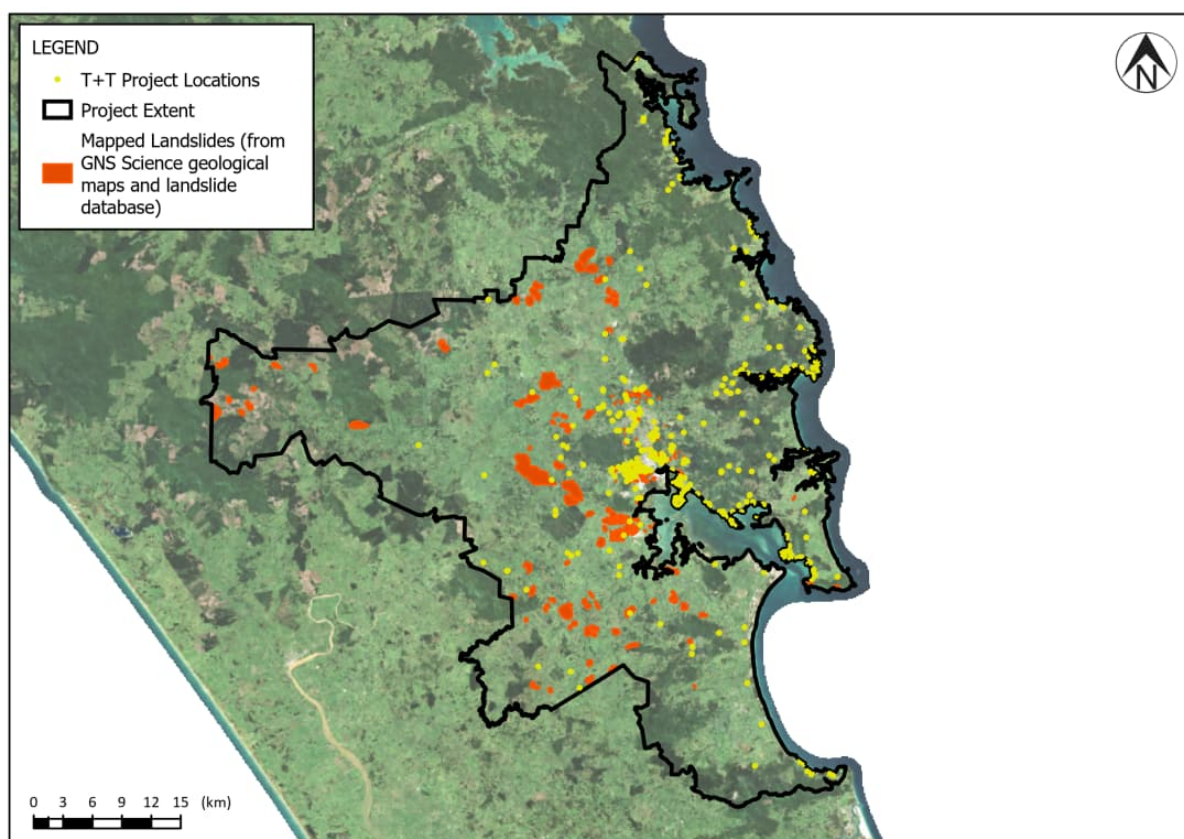 LEGEND
T+T Project Locations
Project Extent
Mapped Landslides (from
GNS Science geological
maps and landslide
database)
N
0 3 6 9 12 15 (km)